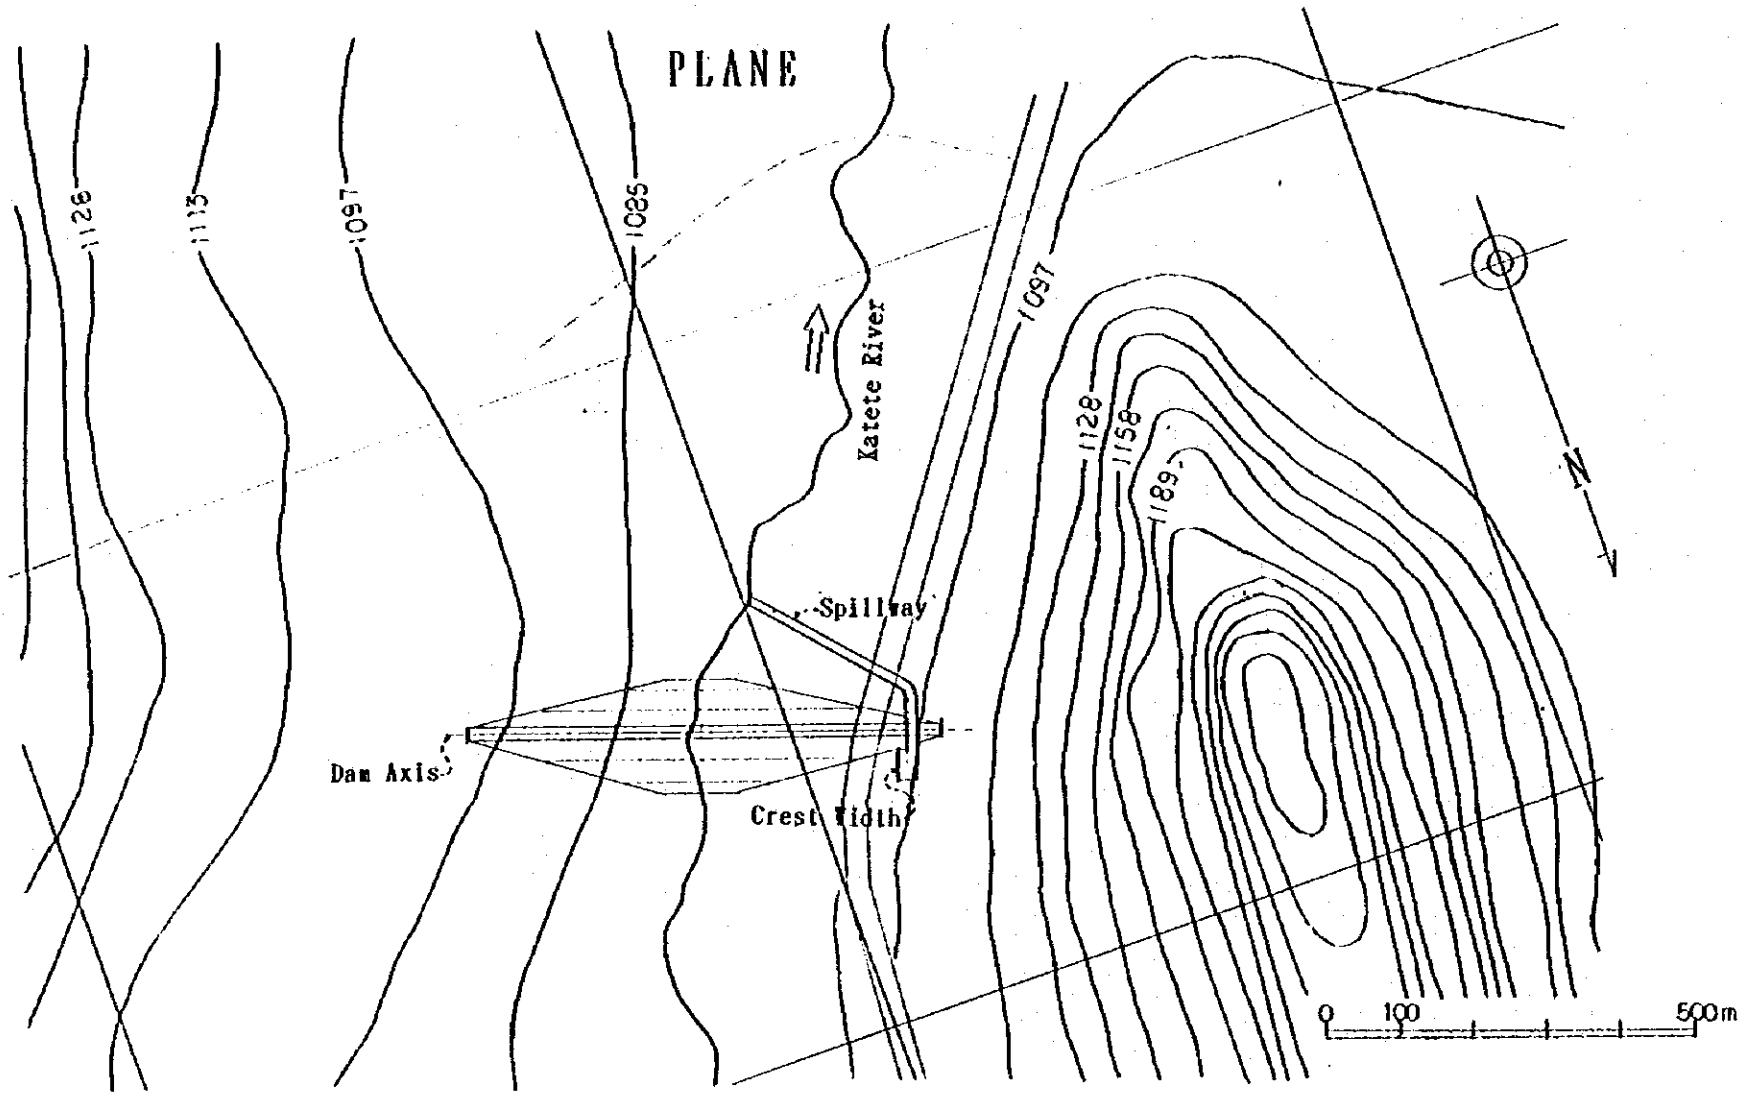 PLANE
1128
1113
1097
1085
1097
Katete River
1128
1158
1189
N
Spillway
Dam Axis
Crest Width
0 100 500m